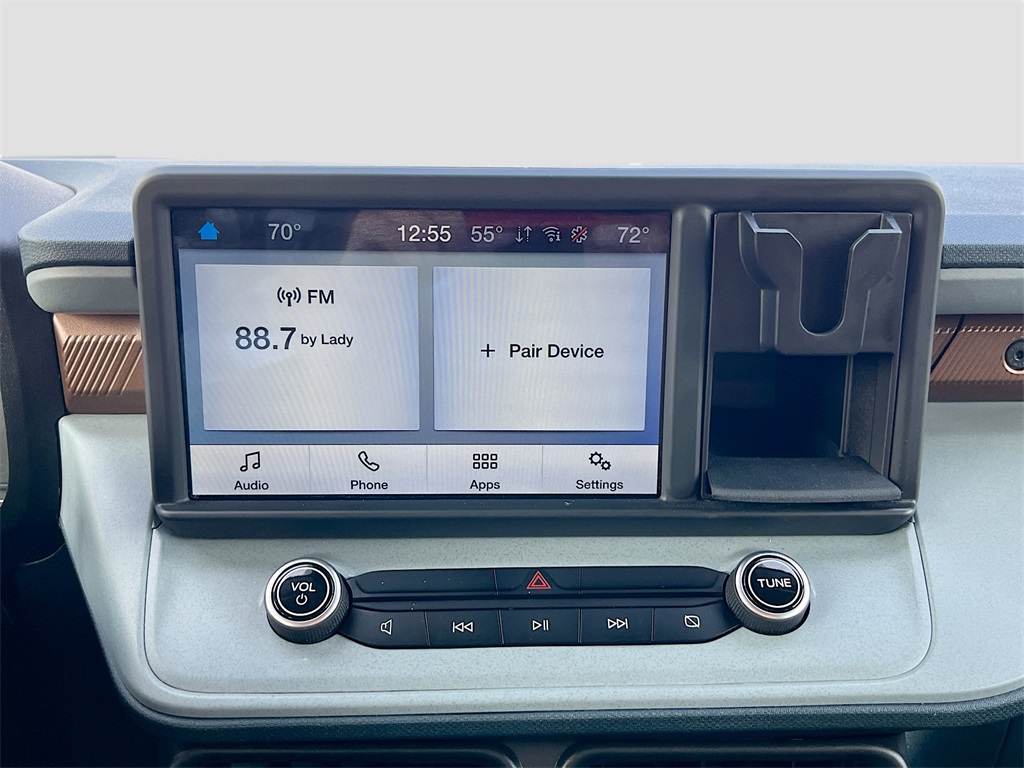 70° 12:55 55° 72°
FM
88.7 by Lady
+ Pair Device
Audio Phone Apps Settings
VOL
TUNE